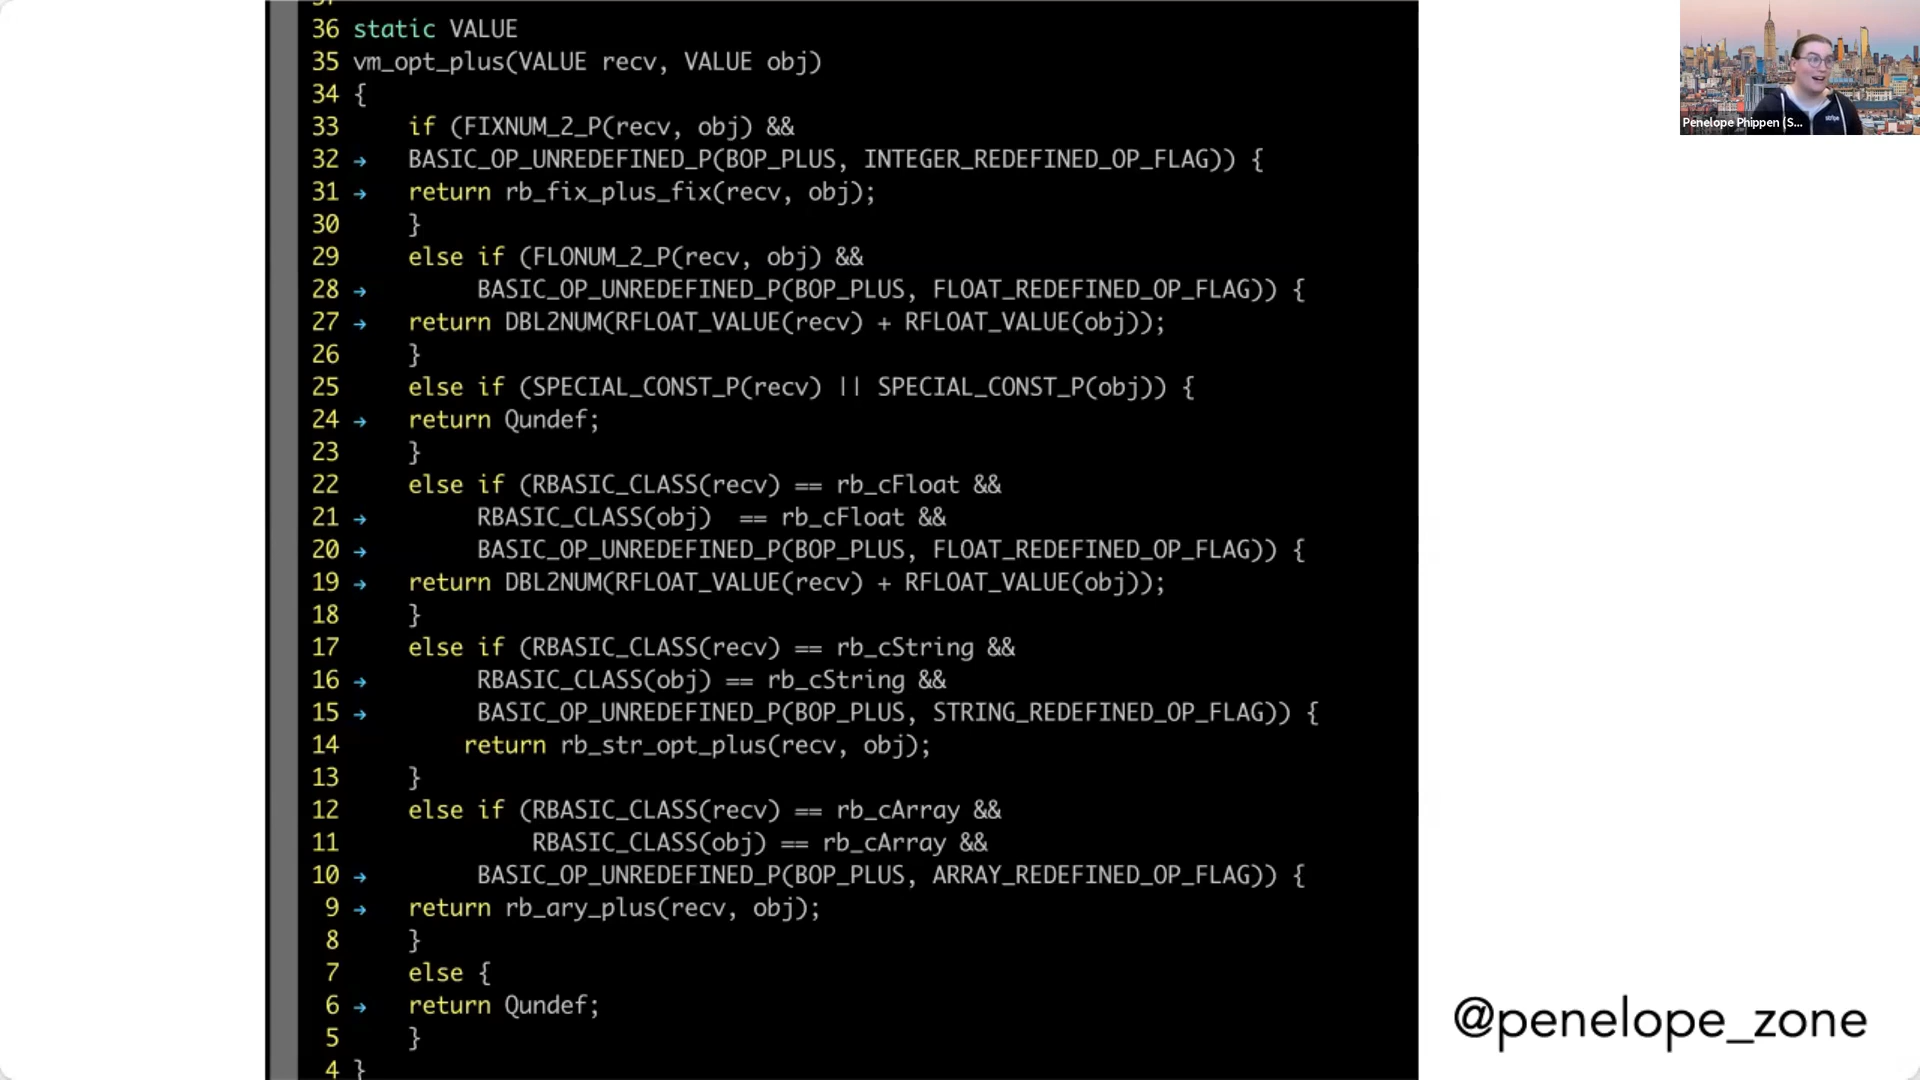 36 static VALUE
35 vm_opt_plus(VALUE recv, VALUE obj)
34 {
33 if (FIXNUM_2_P(recv, obj) &&
32 → BASIC_OP_UNREDEFINED_P(BOP_PLUS, INTEGER_REDEFINED_OP_FLAG)) {
31 → return rb_fix_plus_fix(recv, obj);
30 }
29 else if (FLONUM_2_P(recv, obj) &&
28 → BASIC_OP_UNREDEFINED_P(BOP_PLUS, FLOAT_REDEFINED_OP_FLAG)) {
27 → return DBL2NUM(RFLOAT_VALUE(recv) + RFLOAT_VALUE(obj));
26 }
25 else if (SPECIAL_CONST_P(recv) || SPECIAL_CONST_P(obj)) {
24 → return Qundef;
23 }
22 else if (RBASIC_CLASS(recv) == rb_cFloat &&
21 → RBASIC_CLASS(obj)  == rb_cFloat &&
20 → BASIC_OP_UNREDEFINED_P(BOP_PLUS, FLOAT_REDEFINED_OP_FLAG)) {
19 → return DBL2NUM(RFLOAT_VALUE(recv) + RFLOAT_VALUE(obj));
18 }
17 else if (RBASIC_CLASS(recv) == rb_cString &&
16 → RBASIC_CLASS(obj) == rb_cString &&
15 → BASIC_OP_UNREDEFINED_P(BOP_PLUS, STRING_REDEFINED_OP_FLAG)) {
14 return rb_str_opt_plus(recv, obj);
13 }
12 else if (RBASIC_CLASS(recv) == rb_cArray &&
11 RBASIC_CLASS(obj) == rb_cArray &&
10 → BASIC_OP_UNREDEFINED_P(BOP_PLUS, ARRAY_REDEFINED_OP_FLAG)) {
9 → return rb_ary_plus(recv, obj);
8 }
7 else {
6 → return Qundef;
5 }
4 }
Penelope Phippen (S...
stripe
@penelope_zone